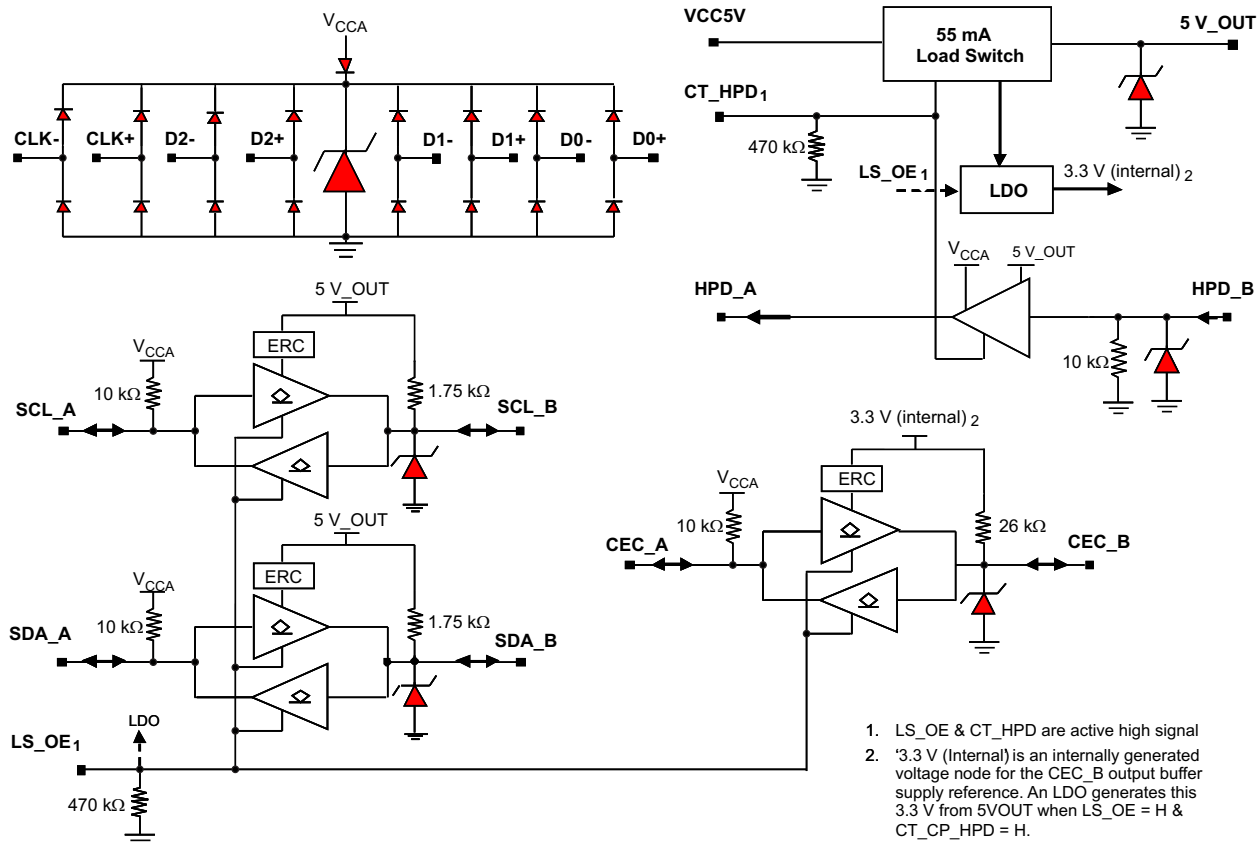 VCCA
CLK-
CLK+
D2-
D2+
D1-
D1+
D0-
D0+
VCC5V
55 mA
Load Switch
5 V_OUT
CT_HPD1
470 kΩ
LS_OE1
LDO
3.3 V (internal) 2
VCCA
5 V_OUT
HPD_A
HPD_B
10 kΩ
5 V_OUT
ERC
VCCA
10 kΩ
1.75 kΩ
SCL_A
SCL_B
5 V_OUT
ERC
VCCA
10 kΩ
1.75 kΩ
SDA_A
SDA_B
LDO
LS_OE1
470 kΩ
3.3 V (internal) 2
ERC
VCCA
10 kΩ
26 kΩ
CEC_A
CEC_B
1. LS_OE & CT_HPD are active high signal
2. '3.3 V (Internal)' is an internally generated
voltage node for the CEC_B output buffer
supply reference. An LDO generates this
3.3 V from 5VOUT when LS_OE = H &
CT_CP_HPD = H.